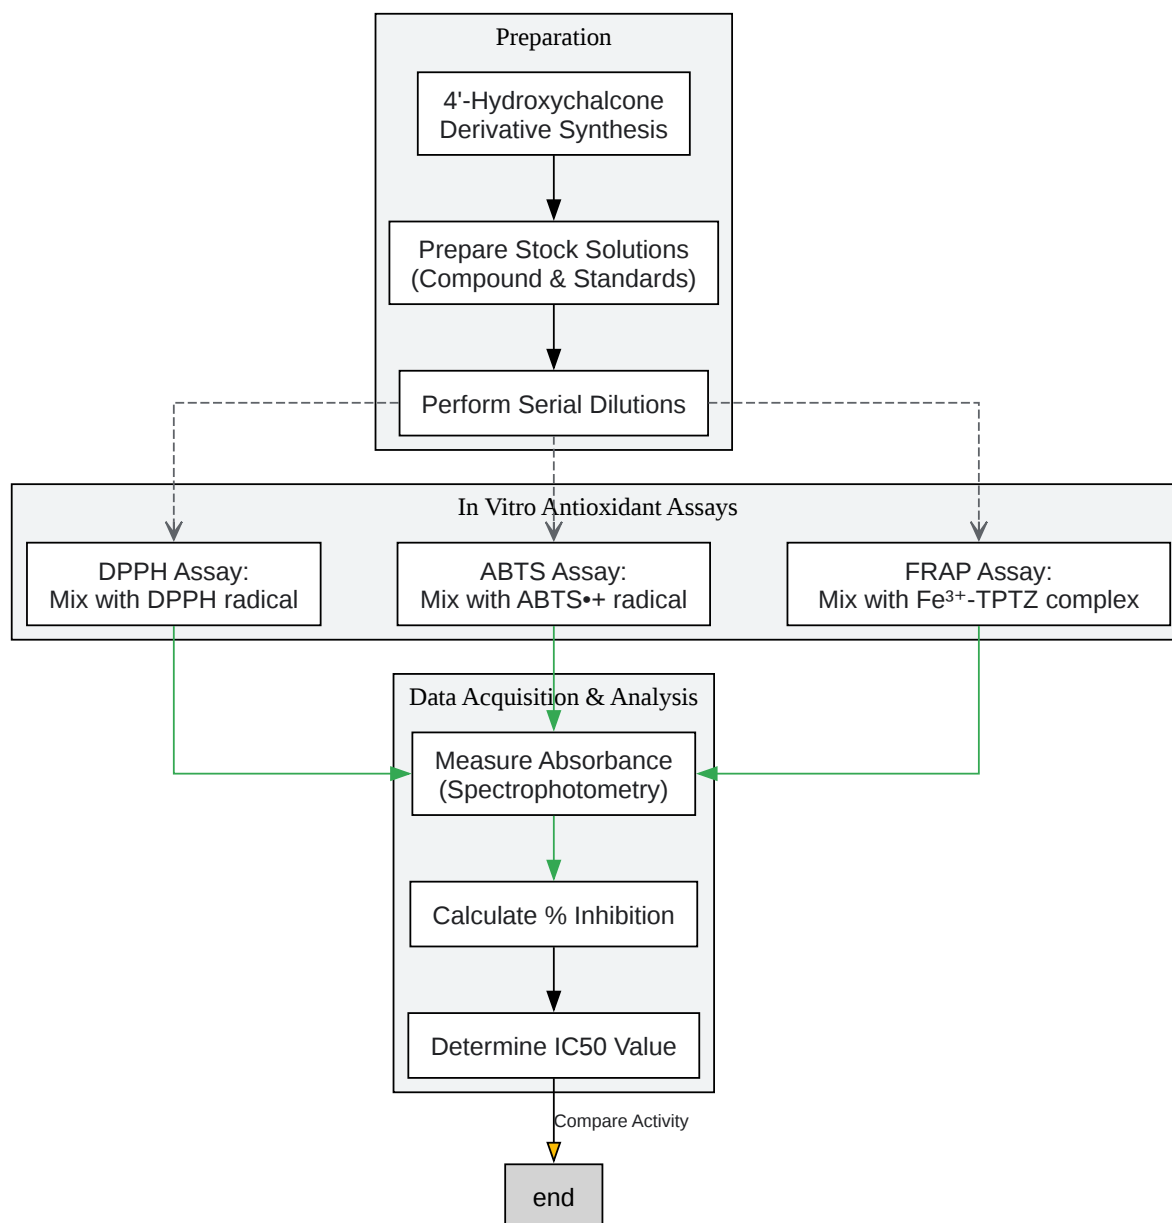 Preparation
4'-Hydroxychalcone
Derivative Synthesis
Prepare Stock Solutions
(Compound & Standards)
Perform Serial Dilutions
In Vitro Antioxidant Assays
DPPH Assay:
Mix with DPPH radical
ABTS Assay:
Mix with ABTS•+ radical
FRAP Assay:
Mix with Fe³⁺-TPTZ complex
Data Acquisition & Analysis
Measure Absorbance
(Spectrophotometry)
Calculate % Inhibition
Determine IC50 Value
Compare Activity
end